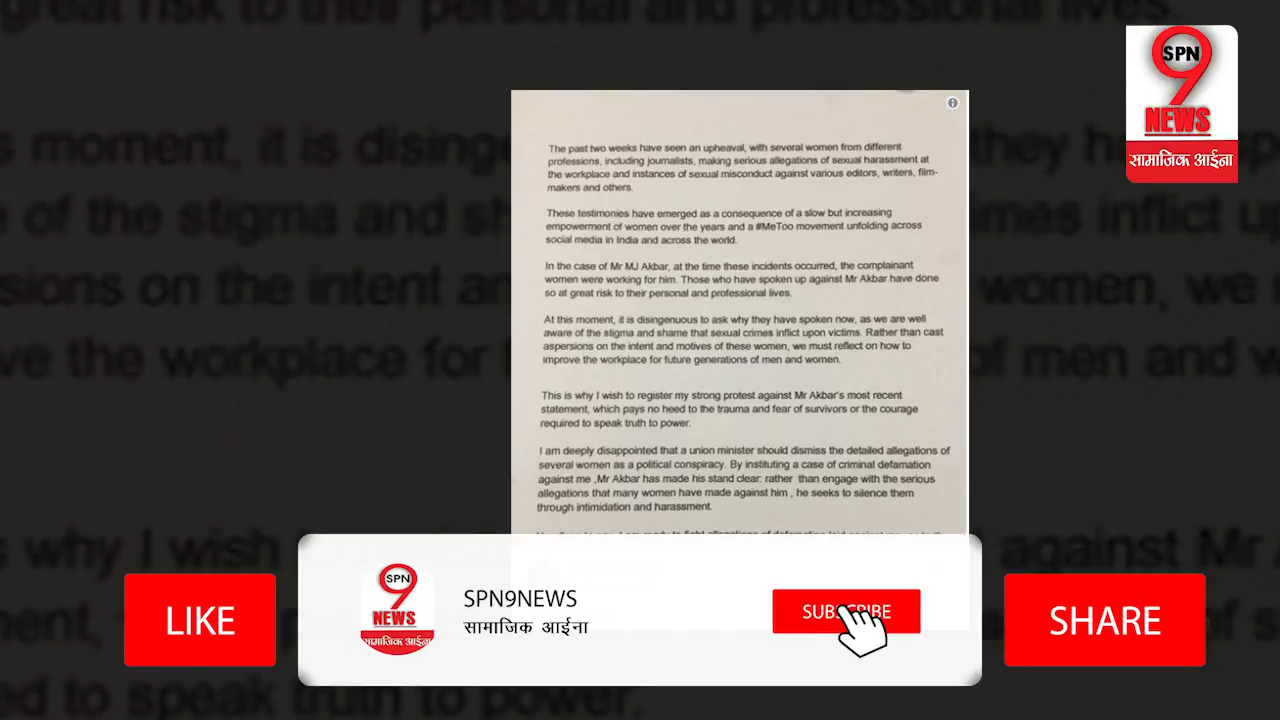 SPN
9
NEWS
सामाजिक आईना
The past two weeks have seen an upheaval, with several women from different
professions, including journalists, making serious allegations of sexual harassment at
the workplace and instances of sexual misconduct against various editors, writers, film-
makers and others.
These testimonies have emerged as a consequence of a slow but increasing
empowerment of women over the years and a #MeToo movement unfolding across
social media in India and across the world.
In the case of Mr MJ Akbar, at the time these incidents occurred, the complainant
women were working for him. Those who have spoken up against Mr Akbar have done
so at great risk to their personal and professional lives.
At this moment, it is disingenuous to ask why they have spoken now, as we are well
aware of the stigma and shame that sexual crimes inflict upon victims. Rather than cast
aspersions on the intent and motives of these women, we must reflect on how to
improve the workplace for future generations of men and women.
This is why I wish to register my strong protest against Mr Akbar's most recent
statement, which pays no heed to the trauma and fear of survivors or the courage
required to speak truth to power.
I am deeply disappointed that a union minister should dismiss the detailed allegations of
several women as a political conspiracy. By instituting a case of criminal defamation
against me ,Mr Akbar has made his stand clear: rather than engage with the serious
allegations that many women have made against him , he seeks to silence them
through intimidation and harassment.
LIKE
SPN
9
NEWS
सामाजिक आईना
SPN9NEWS
सामाजिक आईना
SUBSCRIBE
SHARE